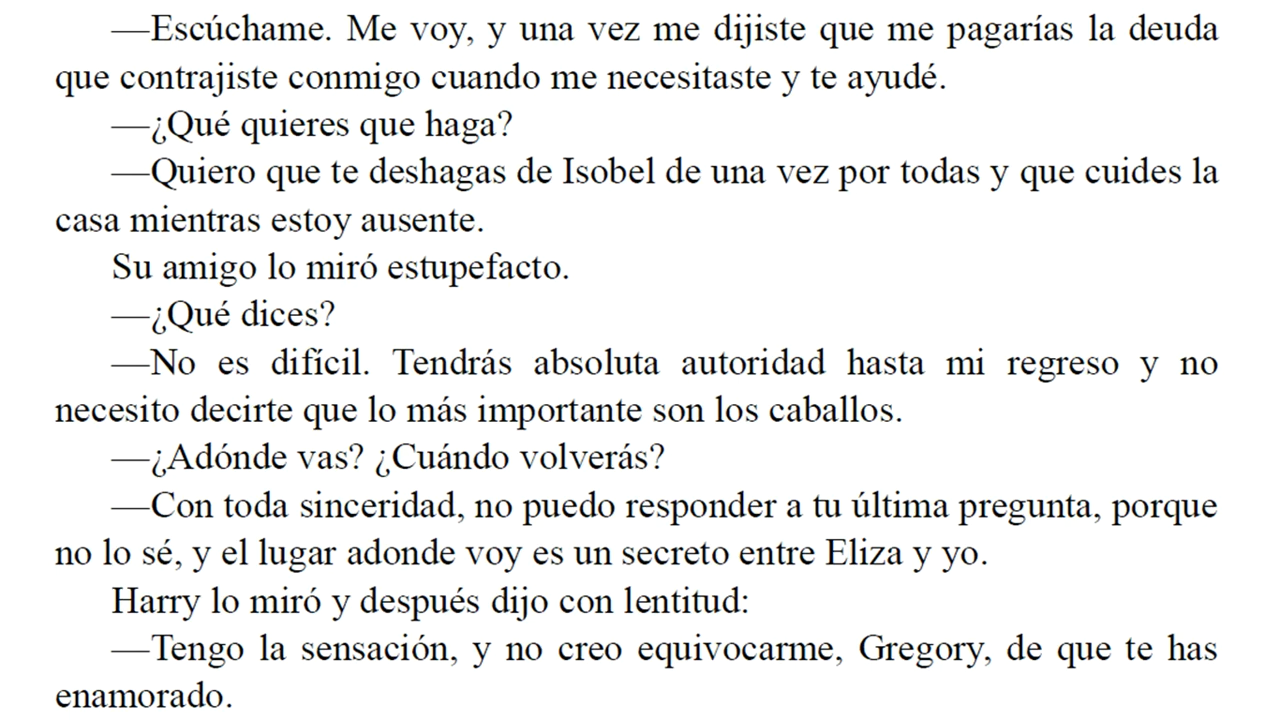 —Escúchame. Me voy, y una vez me dijiste que me pagarías la deuda
que contrajiste conmigo cuando me necesitaste y te ayudé.
—¿Qué quieres que haga?
—Quiero que te deshagas de Isobel de una vez por todas y que cuides la
casa mientras estoy ausente.
Su amigo lo miró estupefacto.
—¿Qué dices?
—No es difícil. Tendrás absoluta autoridad hasta mi regreso y no
necesito decirte que lo más importante son los caballos.
—¿Adónde vas? ¿Cuándo volverás?
—Con toda sinceridad, no puedo responder a tu última pregunta, porque
no lo sé, y el lugar adonde voy es un secreto entre Eliza y yo.
Harry lo miró y después dijo con lentitud:
—Tengo la sensación, y no creo equivocarme, Gregory, de que te has
enamorado.